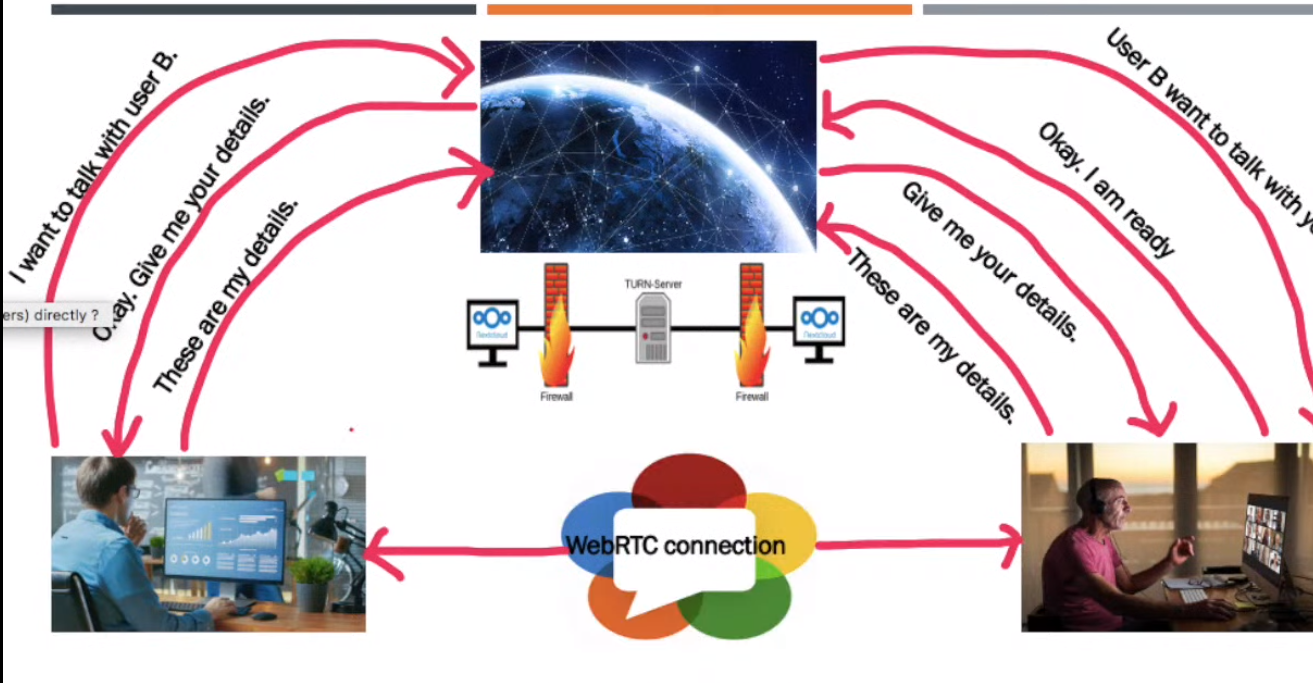 I want to talk with user B.
Okay. Give me your details.
These are my details.
User B want to talk with
Okay. I am ready
Give me your details.
These are my details.
ers) directly ?
TURN-Server
Nextcloud
Nextcloud
Firewall
Firewall
WebRTC connection